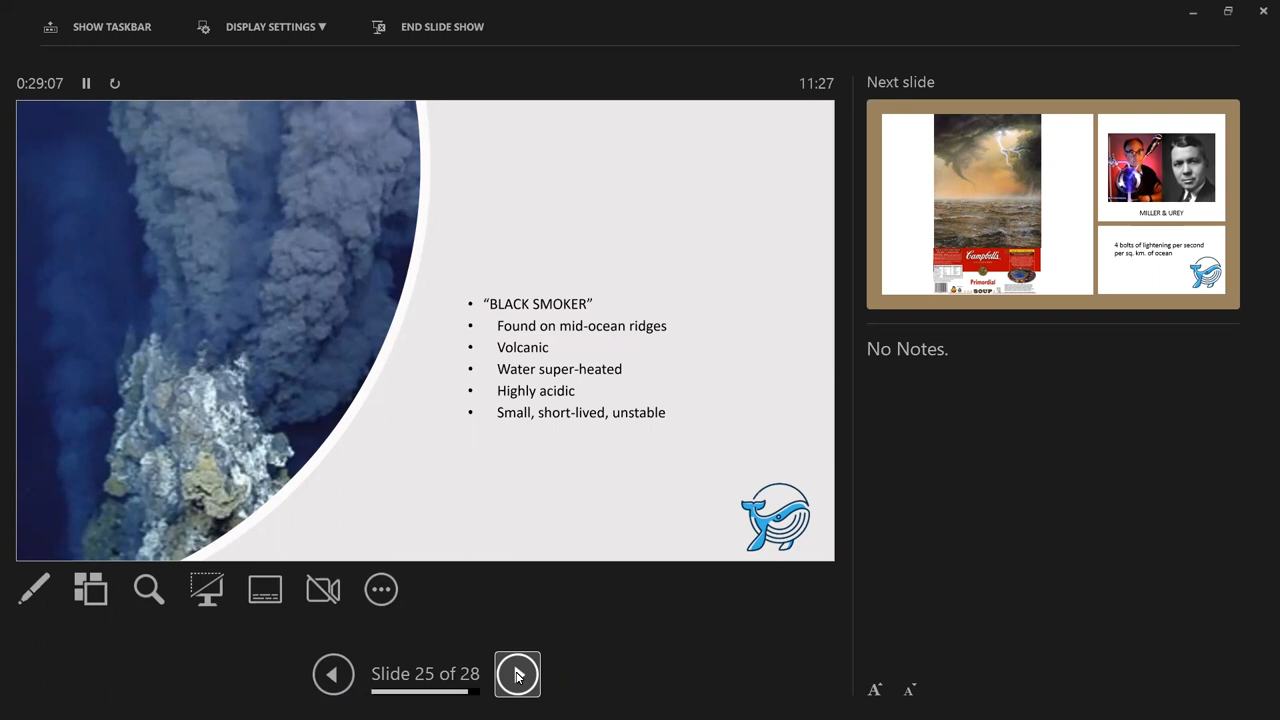 SHOW TASKBAR
DISPLAY SETTINGS ▼
END SLIDE SHOW
0:29:07
11:27
• “BLACK SMOKER”
• Found on mid-ocean ridges
• Volcanic
• Water super-heated
• Highly acidic
• Small, short-lived, unstable
Next slide
Campbell's
Primordial
SOUP
MILLER & UREY
4 bolts of lightening per second
per sq. km. of ocean
No Notes.
Slide 25 of 28
A
A